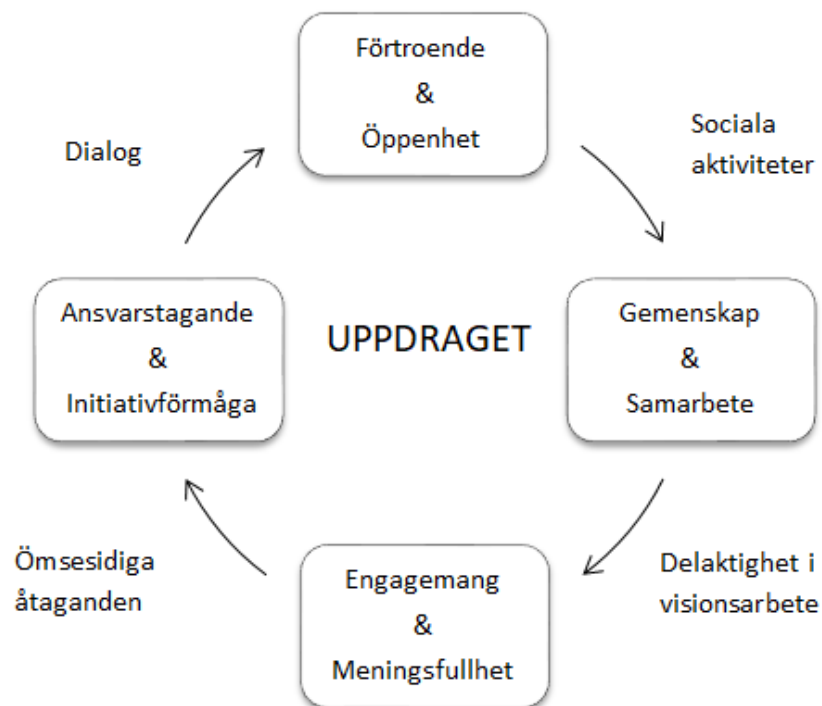 Förtroende
&
Öppenhet
Sociala
aktiviteter
Dialog
Ansvarstagande
&
Initiativförmåga
UPPDRAGET
Gemenskap
&
Samarbete
Ömsesidiga
åtaganden
Engagemang
&
Meningsfullhet
Delaktighet i
visionsarbete